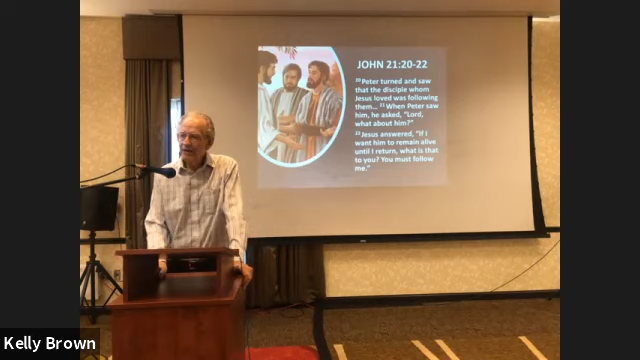 JOHN 21:20-22
20 Peter turned and saw
that the disciple whom
Jesus loved was following
them... 21 When Peter saw
him, he asked, "Lord,
what about him?"
22 Jesus answered, "If I
want him to remain alive
until I return, what is that
to you? You must follow
me."
Kelly Brown